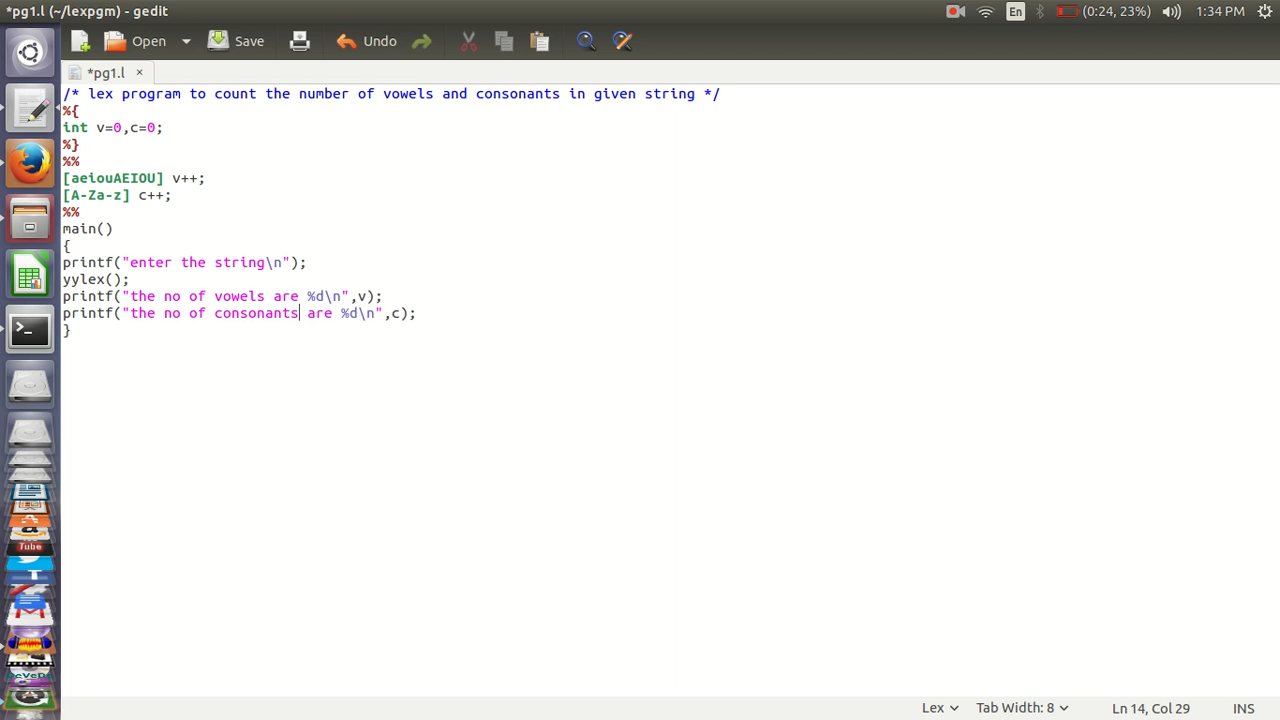 *pg1.l (~/lexpgm) - gedit
En
(0:24, 23%)
1:34 PM
Open
Save
Undo
*pg1.l ×
/* lex program to count the number of vowels and consonants in given string */
%{
int v=0,c=0;
%}
%%
[aeiouAEIOU] v++;
[A-Za-z] c++;
%%
main()
{
printf("enter the string\n");
yylex();
printf("the no of vowels are %d\n",v);
printf("the no of consonants are %d\n",c);
}
>_
a
Tube
Lex
Tab Width: 8
Ln 14, Col 29
INS